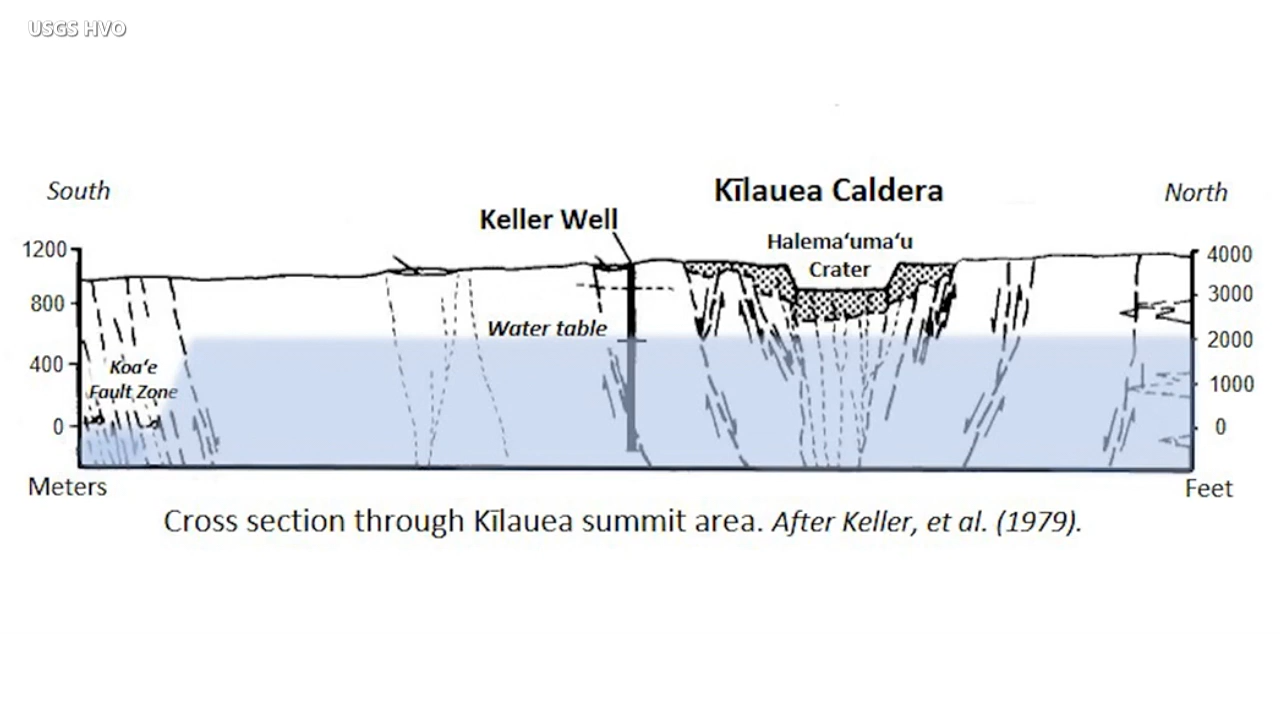 USGS HVO
South
Kīlauea Caldera
North
Keller Well
Halemaʻumaʻu
Crater
1200
800
400
0
4000
3000
2000
1000
0
Water table
Koaʻe
Fault Zone
Meters
Feet
Cross section through Kīlauea summit area. After Keller, et al. (1979).